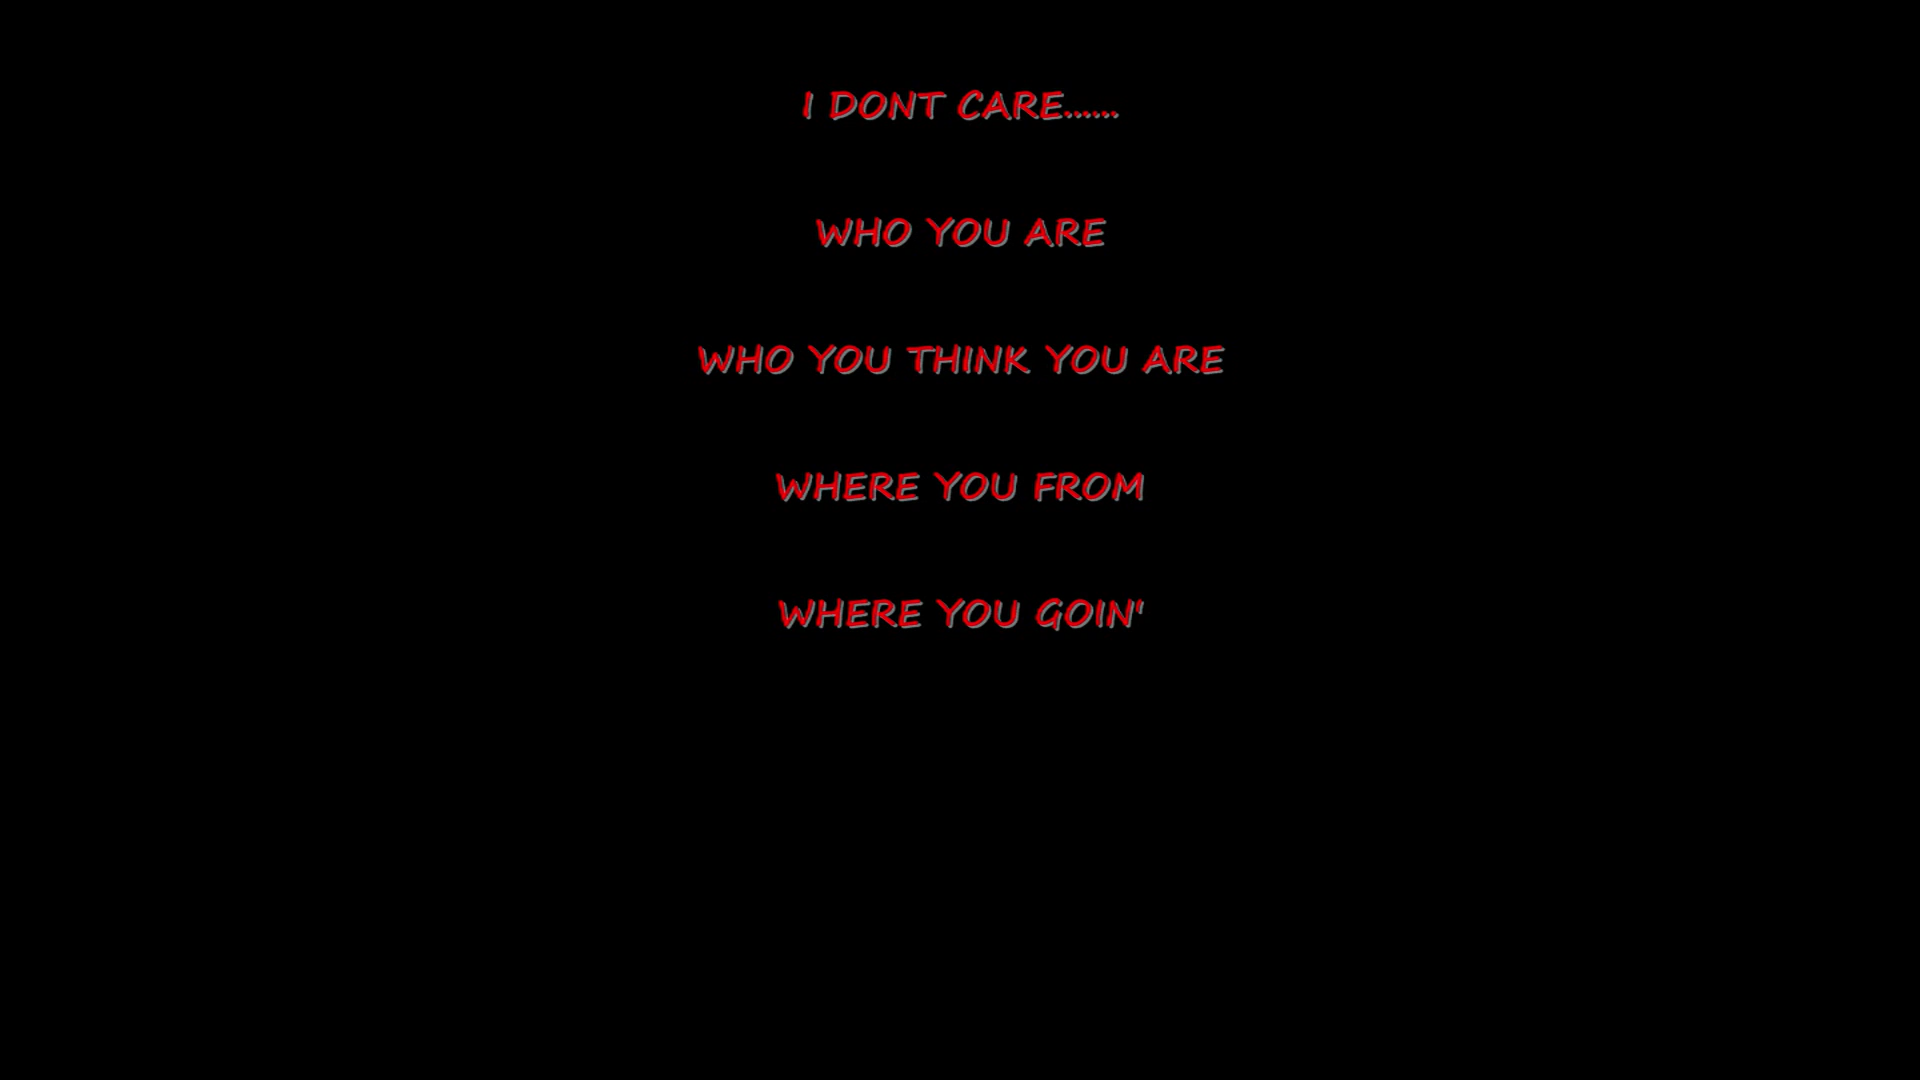 I DONT CARE......
WHO YOU ARE
WHO YOU THINK YOU ARE
WHERE YOU FROM
WHERE YOU GOIN'